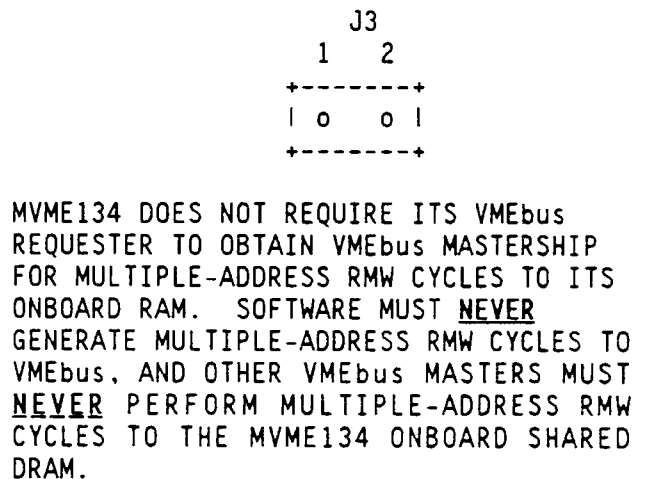 J3
1 2
+-------+
| o o |
+-------+
MVME134 DOES NOT REQUIRE ITS VMEbus
REQUESTER TO OBTAIN VMEbus MASTERSHIP
FOR MULTIPLE-ADDRESS RMW CYCLES TO ITS
ONBOARD RAM. SOFTWARE MUST NEVER
GENERATE MULTIPLE-ADDRESS RMW CYCLES TO
VMEbus, AND OTHER VMEbus MASTERS MUST
NEVER PERFORM MULTIPLE-ADDRESS RMW
CYCLES TO THE MVME134 ONBOARD SHARED
DRAM.